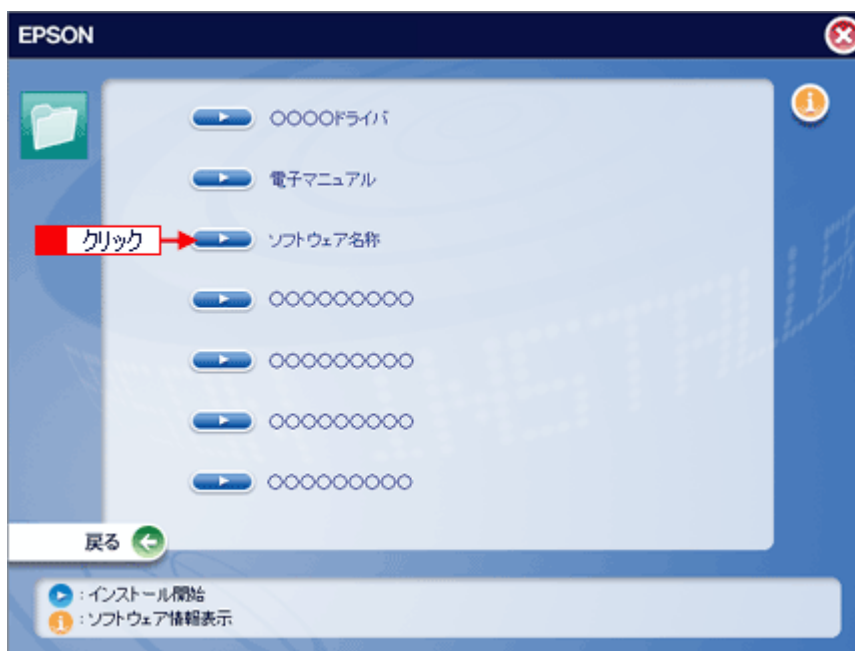 EPSON
○○○○ドライバ
電子マニュアル
クリック
ソフトウェア名称
○○○○○○○○○
○○○○○○○○○
○○○○○○○○○
○○○○○○○○○
戻る
:インストール開始
:ソフトウェア情報表示